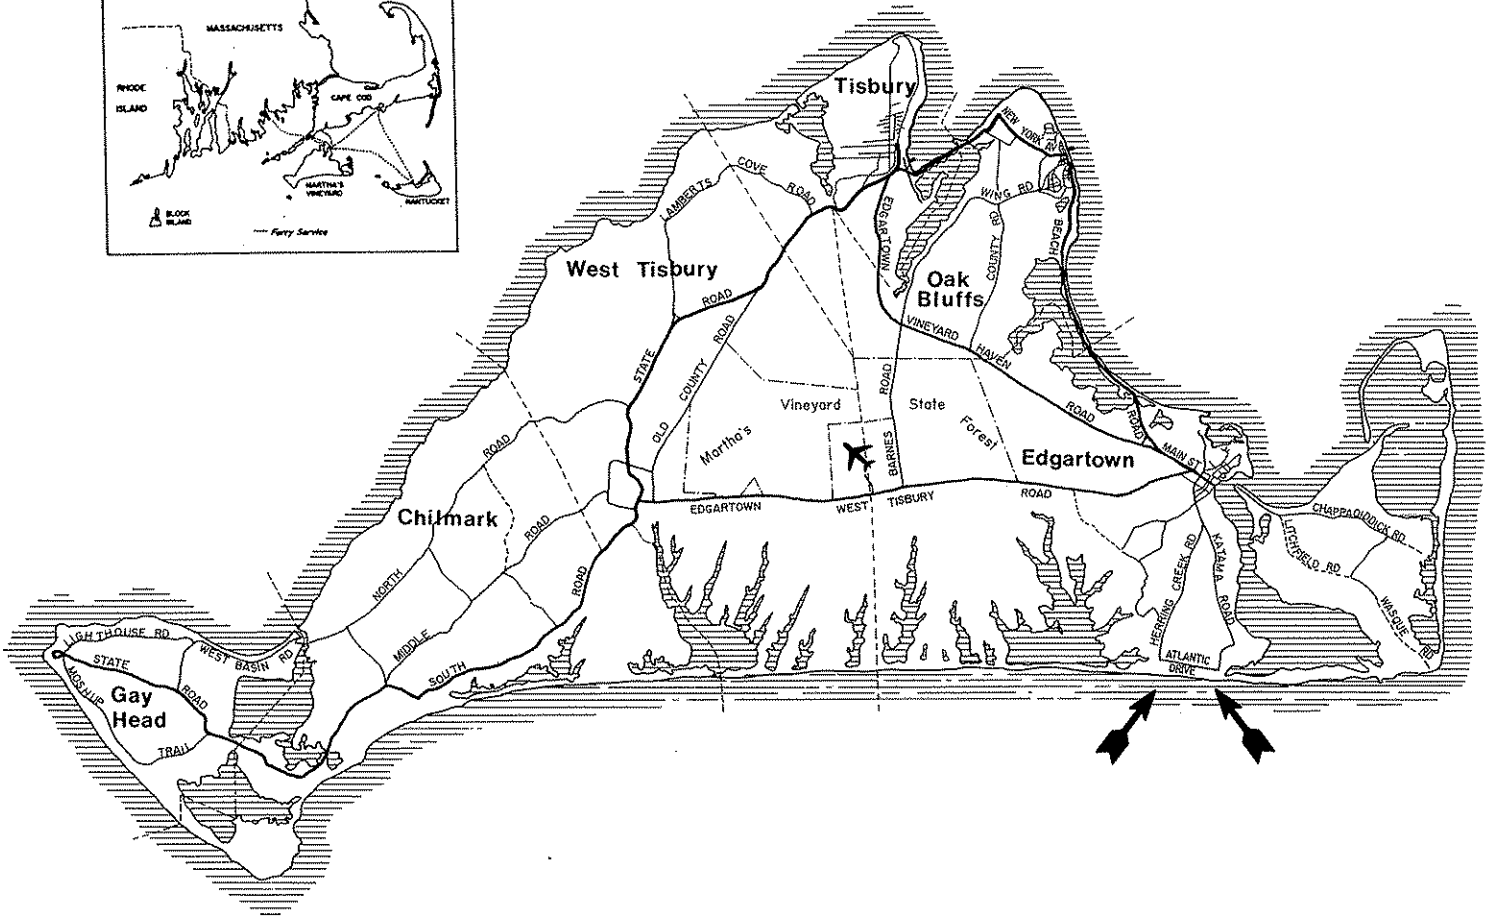 MASSACHUSETTS
RHODE
ISLAND
CAPE COD
MARTHA'S
VINEYARD
NANTUCKET
BLOCK
ISLAND
Ferry Service
Tisbury
NEW YORK AVE
LAMBERTS COVE ROAD
WING RD
EDGARTOWN
COUNTY RD
BEACH
West Tisbury
Oak
Bluffs
STATE ROAD
OLD COUNTY ROAD
VINEYARD HAVEN ROAD
ROAD
BARNES ROAD
Martha's Vineyard State Forest
Edgartown
MAIN ST
EDGARTOWN WEST TISBURY ROAD
Chilmark
NORTH ROAD
MIDDLE ROAD
SOUTH ROAD
CHAPPAQIDDICK RD
LITCHFIELD RD
WASQUE RD
HERRING CREEK RD
KATAMA ROAD
ATLANTIC
DRIVE
LIGHTHOUSE RD
WEST BASIN RD
STATE ROAD
MOSHUP TRAIL
Gay
Head